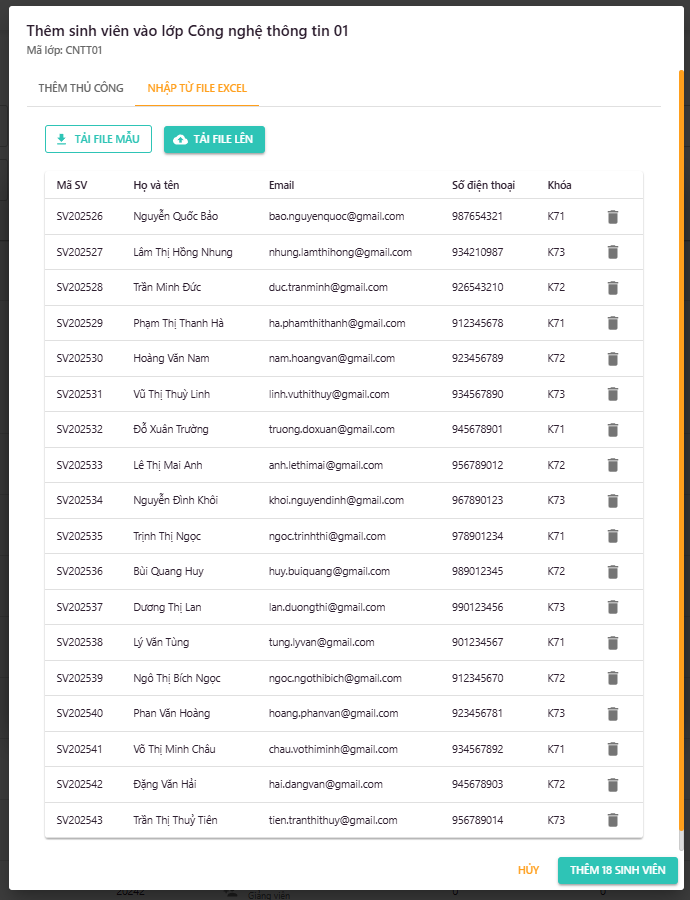 Thêm sinh viên vào lớp Công nghệ thông tin 01
Mã lớp: CNTT01
THÊM THỦ CÔNG NHẬP TỪ FILE EXCEL
TẢI FILE MẪU TẢI FILE LÊN
Mã SV Họ và tên Email Số điện thoại Khóa
SV202526 Nguyễn Quốc Bảo bao.nguyenquoc@gmail.com 987654321 K71
SV202527 Lâm Thị Hồng Nhung nhung.lamthihong@gmail.com 934210987 K73
SV202528 Trần Minh Đức duc.tranminh@gmail.com 926543210 K72
SV202529 Phạm Thị Thanh Hà ha.phamthithanh@gmail.com 912345678 K71
SV202530 Hoàng Văn Nam nam.hoangvan@gmail.com 923456789 K72
SV202531 Vũ Thị Thuỳ Linh linh.vuthithuy@gmail.com 934567890 K73
SV202532 Đỗ Xuân Trường truong.doxuan@gmail.com 945678901 K71
SV202533 Lê Thị Mai Anh anh.lethimai@gmail.com 956789012 K72
SV202534 Nguyễn Đình Khôi khoi.nguyendinh@gmail.com 967890123 K73
SV202535 Trịnh Thị Ngọc ngoc.trinhthi@gmail.com 978901234 K71
SV202536 Bùi Quang Huy huy.buiquang@gmail.com 989012345 K72
SV202537 Dương Thị Lan lan.duongthi@gmail.com 990123456 K73
SV202538 Lý Văn Tùng tung.lyvan@gmail.com 901234567 K71
SV202539 Ngô Thị Bích Ngọc ngoc.ngothibich@gmail.com 912345670 K72
SV202540 Phan Văn Hoàng hoang.phanvan@gmail.com 923456781 K73
SV202541 Võ Thị Minh Châu chau.vothiminh@gmail.com 934567892 K71
SV202542 Đặng Văn Hải hai.dangvan@gmail.com 945678903 K72
SV202543 Trần Thị Thuỷ Tiên tien.tranthithuy@gmail.com 956789014 K73
HỦY THÊM 18 SINH VIÊN
20242 Giảng viên